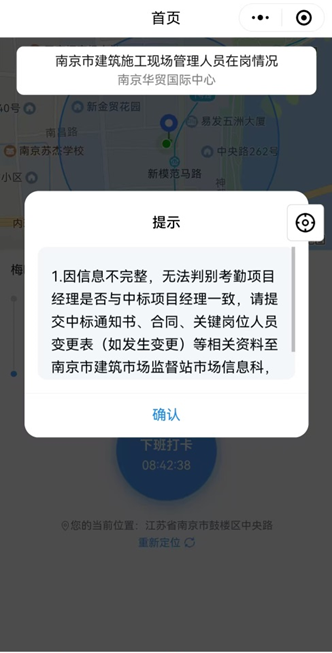 首页
南京市建筑施工现场管理人员在岗情况
南京华贸国际中心
新金贸花园
易发五洲大厦
南昌路
南京苏杰学校
中央路262号
小区
新模范马路
提示
1.因信息不完整，无法判别考勤项目
经理是否与中标项目经理一致，请提
交中标通知书、合同、关键岗位人员
变更表（如发生变更）等相关资料至
南京市建筑市场监督站市场信息科，
确认
下班打卡
08:42:38
您的当前位置：江苏省南京市鼓楼区中央路
重新定位